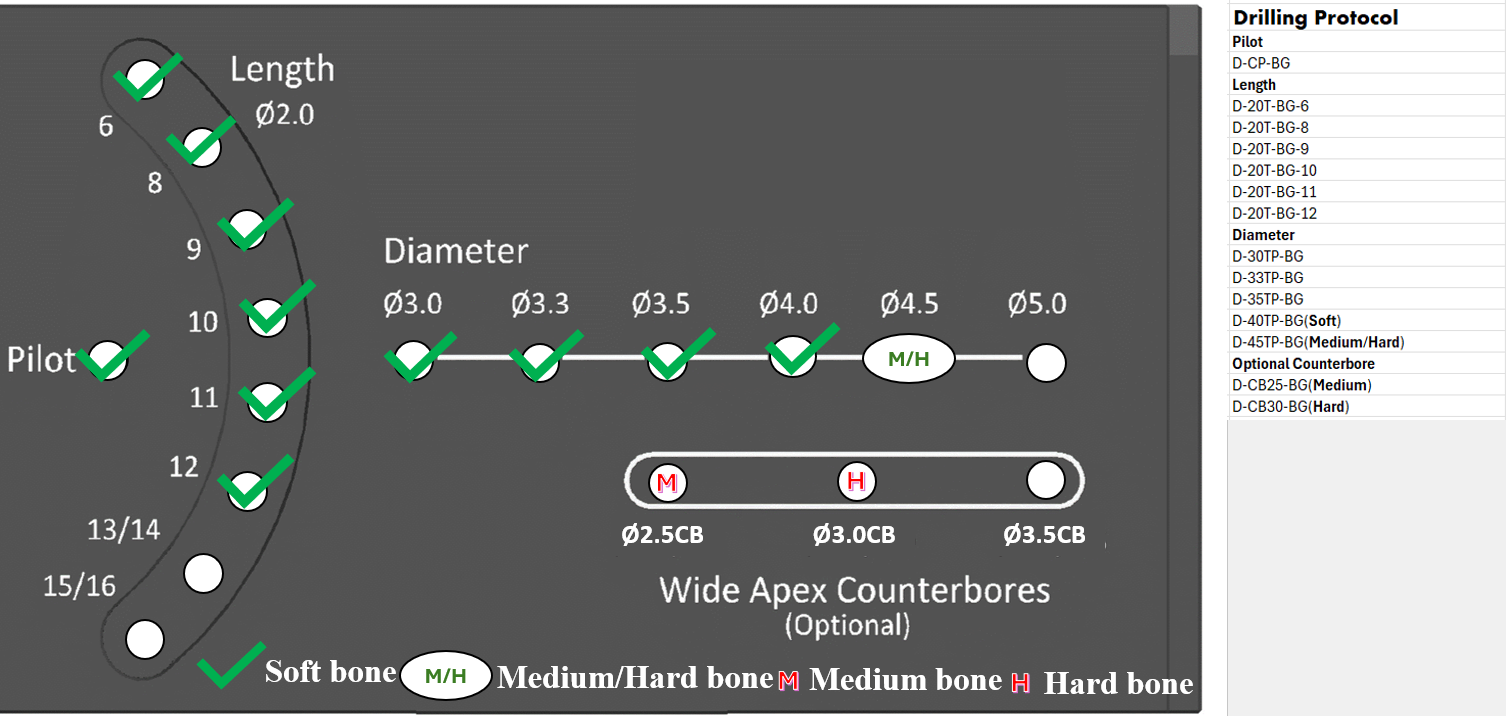 Length
Ø2.0
6
8
9
10
Pilot
11
12
13/14
15/16
Diameter
Ø3.0 Ø3.3 Ø3.5 Ø4.0 Ø4.5 Ø5.0
M/H
M H
Ø2.5CB Ø3.0CB Ø3.5CB
Wide Apex Counterbores
(Optional)
Soft bone M/H Medium/Hard bone M Medium bone H Hard bone
Drilling Protocol
Pilot
D-CP-BG
Length
D-20T-BG-6
D-20T-BG-8
D-20T-BG-9
D-20T-BG-10
D-20T-BG-11
D-20T-BG-12
Diameter
D-30TP-BG
D-33TP-BG
D-35TP-BG
D-40TP-BG(Soft)
D-45TP-BG(Medium/Hard)
Optional Counterbore
D-CB25-BG(Medium)
D-CB30-BG(Hard)